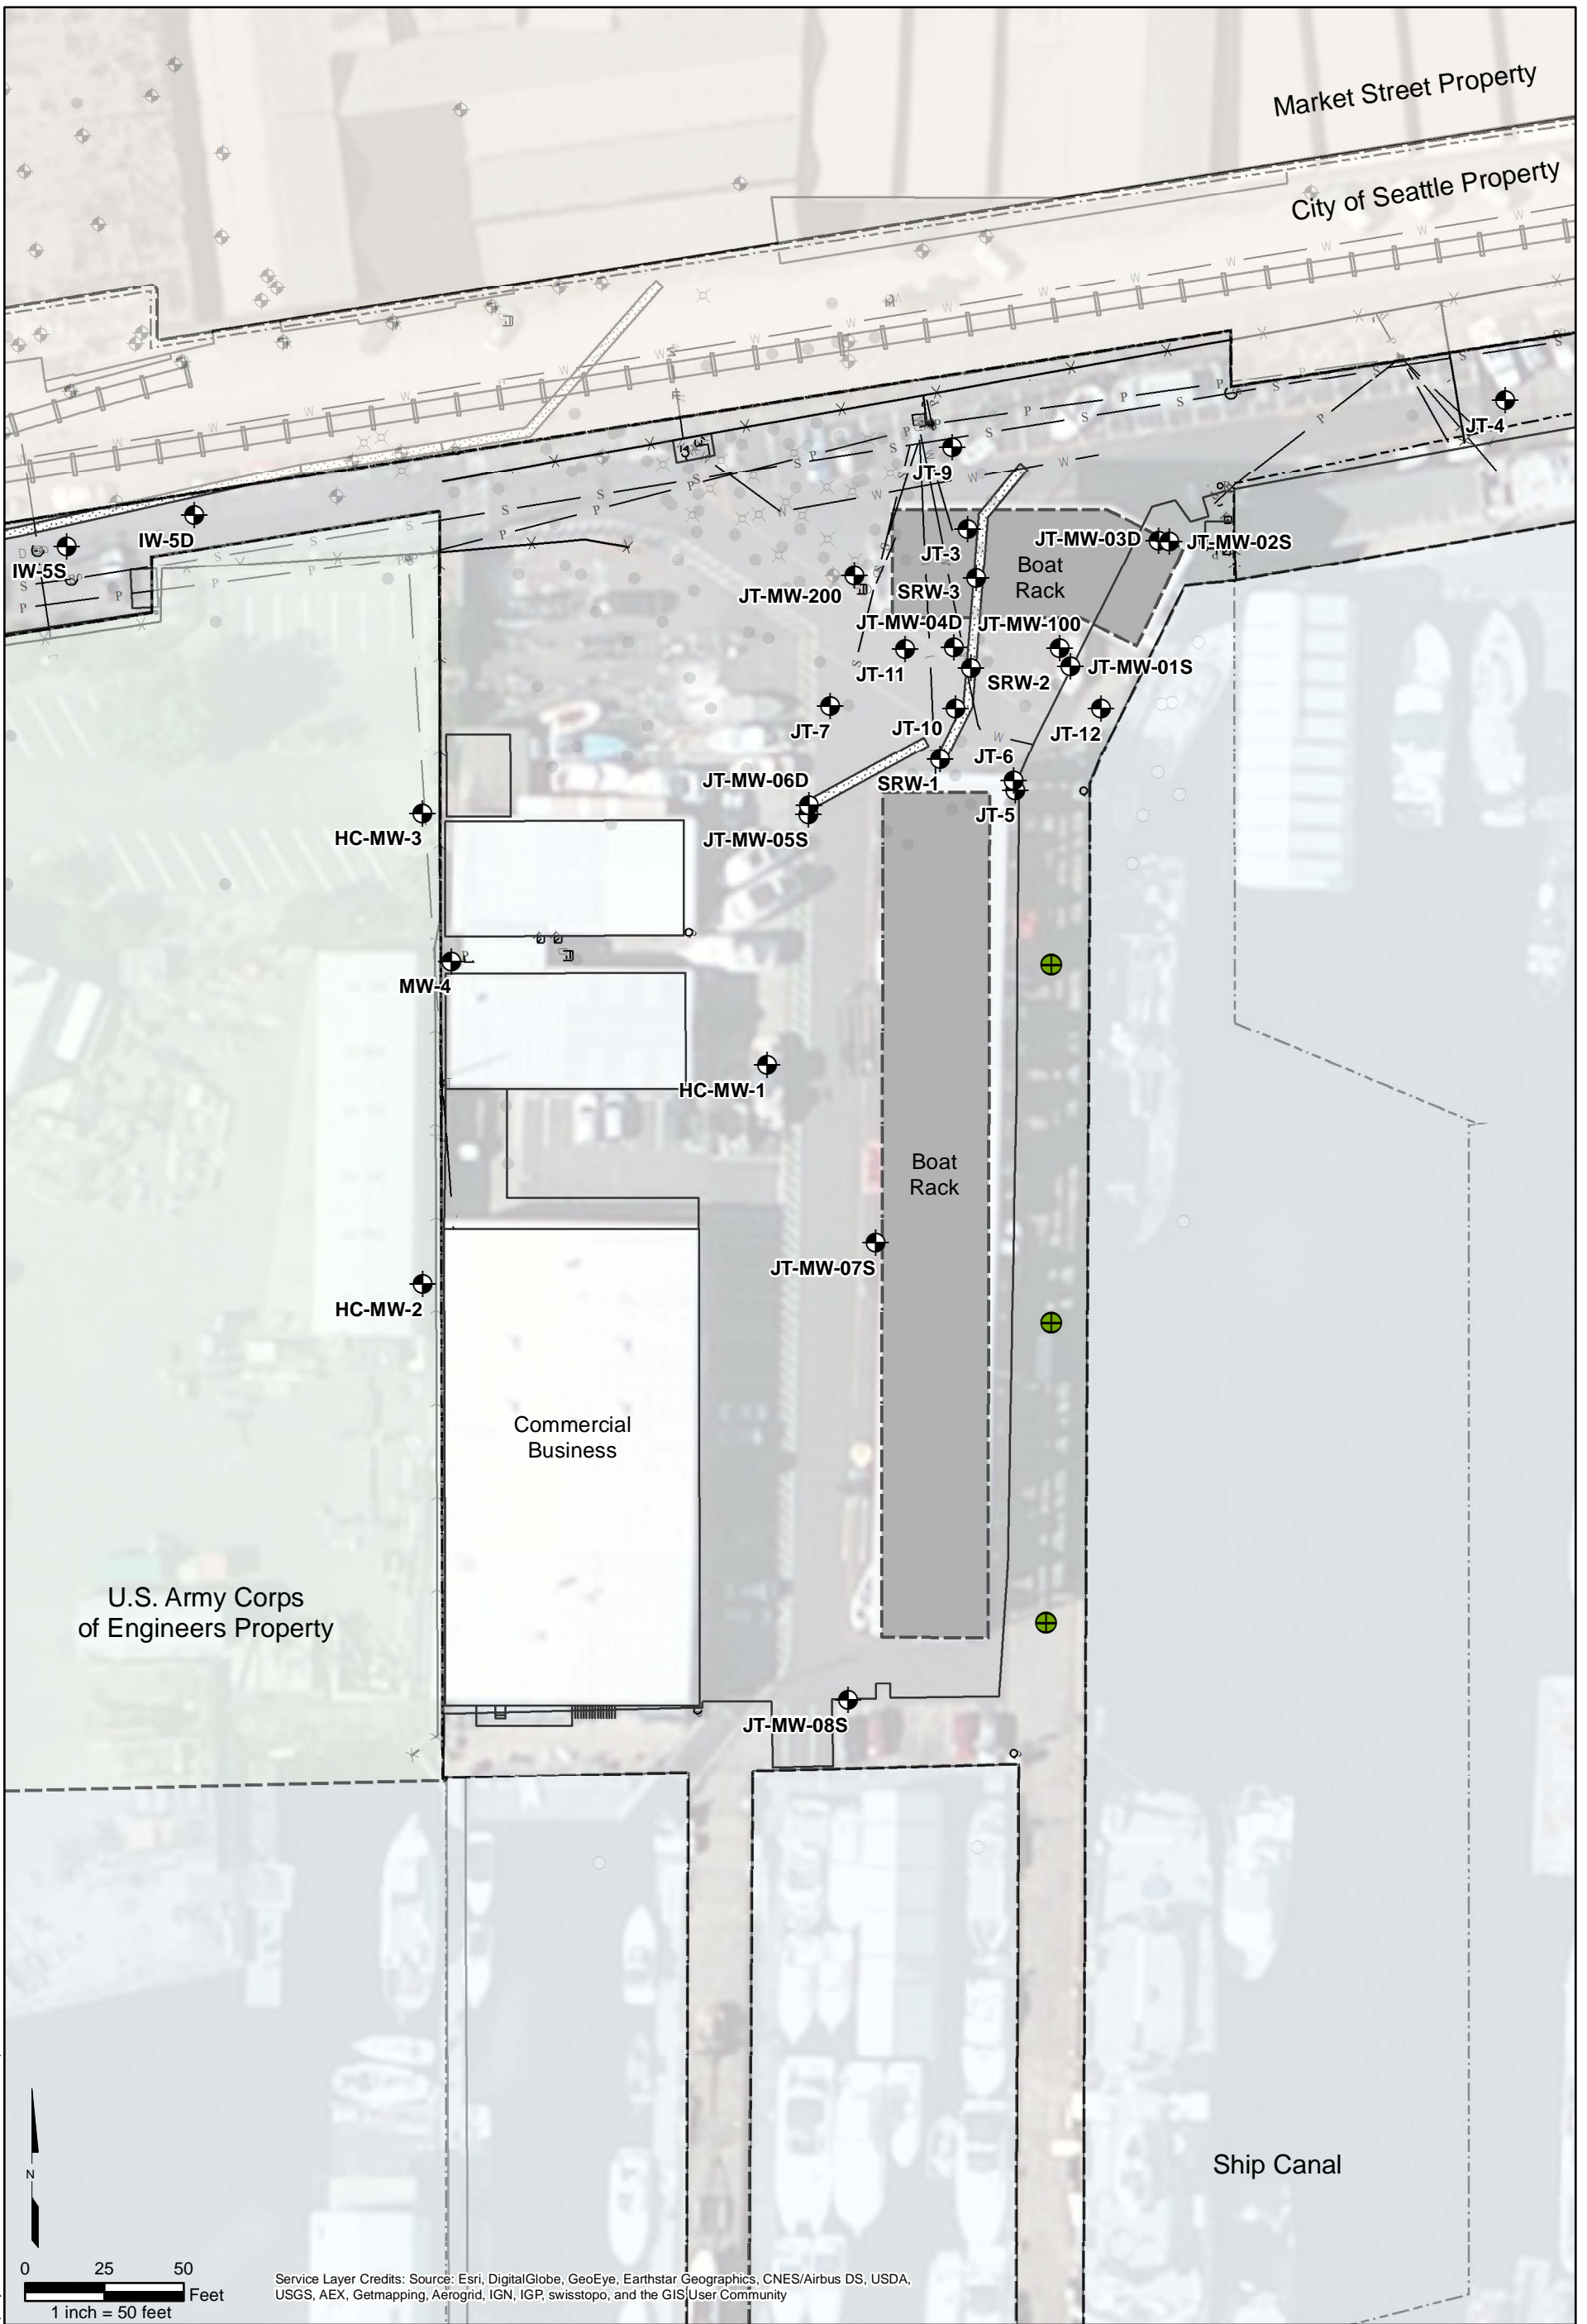 Market Street Property
City of Seattle Property
JT-4
JT-9
IW-5D
IW-5S
JT-3
JT-MW-03D
JT-MW-02S
Boat
Rack
JT-MW-200
SRW-3
JT-MW-04D
JT-MW-100
JT-11
SRW-2
JT-MW-01S
JT-7
JT-10
JT-12
JT-6
JT-MW-06D
SRW-1
JT-5
HC-MW-3
JT-MW-05S
MW-4
HC-MW-1
Boat
Rack
JT-MW-07S
HC-MW-2
Commercial
Business
U.S. Army Corps
of Engineers Property
JT-MW-08S
Ship Canal
N
0 25 50
Feet
1 inch = 50 feet
Service Layer Credits: Source: Esri, DigitalGlobe, GeoEye, Earthstar Geographics, CNES/Airbus DS, USDA,
USGS, AEX, Getmapping, Aerogrid, IGN, IGP, swisstopo, and the GIS User Community